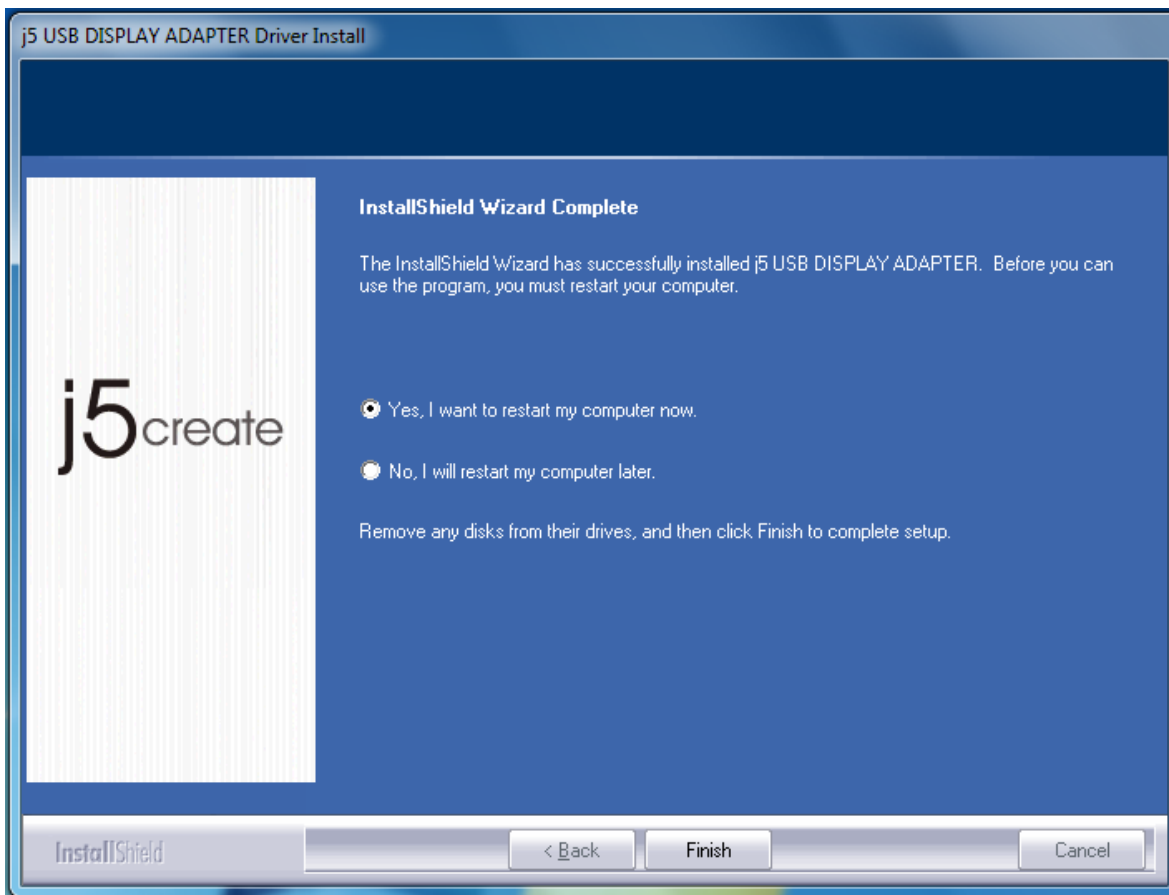 j5 USB DISPLAY ADAPTER Driver Install
InstallShield Wizard Complete
The InstallShield Wizard has successfully installed j5 USB DISPLAY ADAPTER.  Before you can
use the program, you must restart your computer.
j5create
Yes, I want to restart my computer now.
No, I will restart my computer later.
Remove any disks from their drives, and then click Finish to complete setup.
InstallShield
< Back
Finish
Cancel